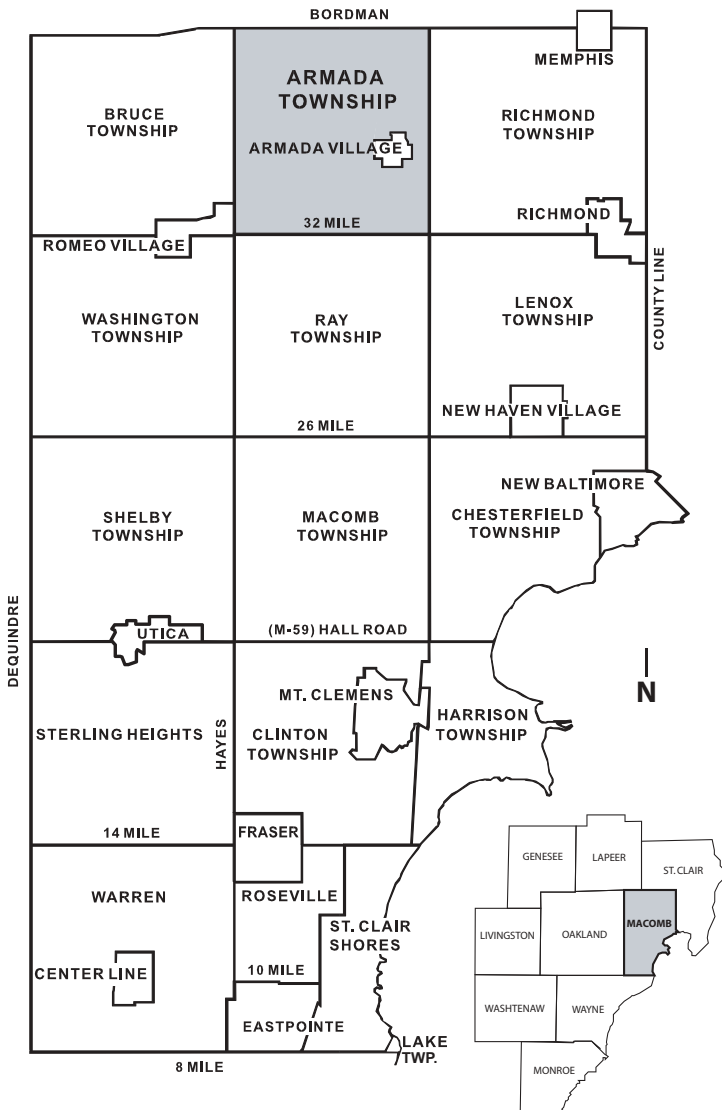 BORDMAN
MEMPHIS
ARMADA
TOWNSHIP
BRUCE
TOWNSHIP
RICHMOND
TOWNSHIP
ARMADA VILLAGE
RICHMOND
32 MILE
ROMEO VILLAGE
COUNTY LINE
WASHINGTON
TOWNSHIP
RAY
TOWNSHIP
LENOX
TOWNSHIP
NEW HAVEN VILLAGE
26 MILE
NEW BALTIMORE
SHELBY
TOWNSHIP
MACOMB
TOWNSHIP
CHESTERFIELD
TOWNSHIP
DEQUINDRE
UTICA
(M-59) HALL ROAD
N
MT. CLEMENS
STERLING HEIGHTS
HAYES
CLINTON
TOWNSHIP
HARRISON
TOWNSHIP
14 MILE
FRASER
WARREN
ROSEVILLE
ST. CLAIR
SHORES
CENTER LINE
10 MILE
EASTPOINTE
LAKE
TWP.
8 MILE
GENESEE
LAPEER
ST. CLAIR
LIVINGSTON
OAKLAND
MACOMB
WASHTENAW
WAYNE
MONROE